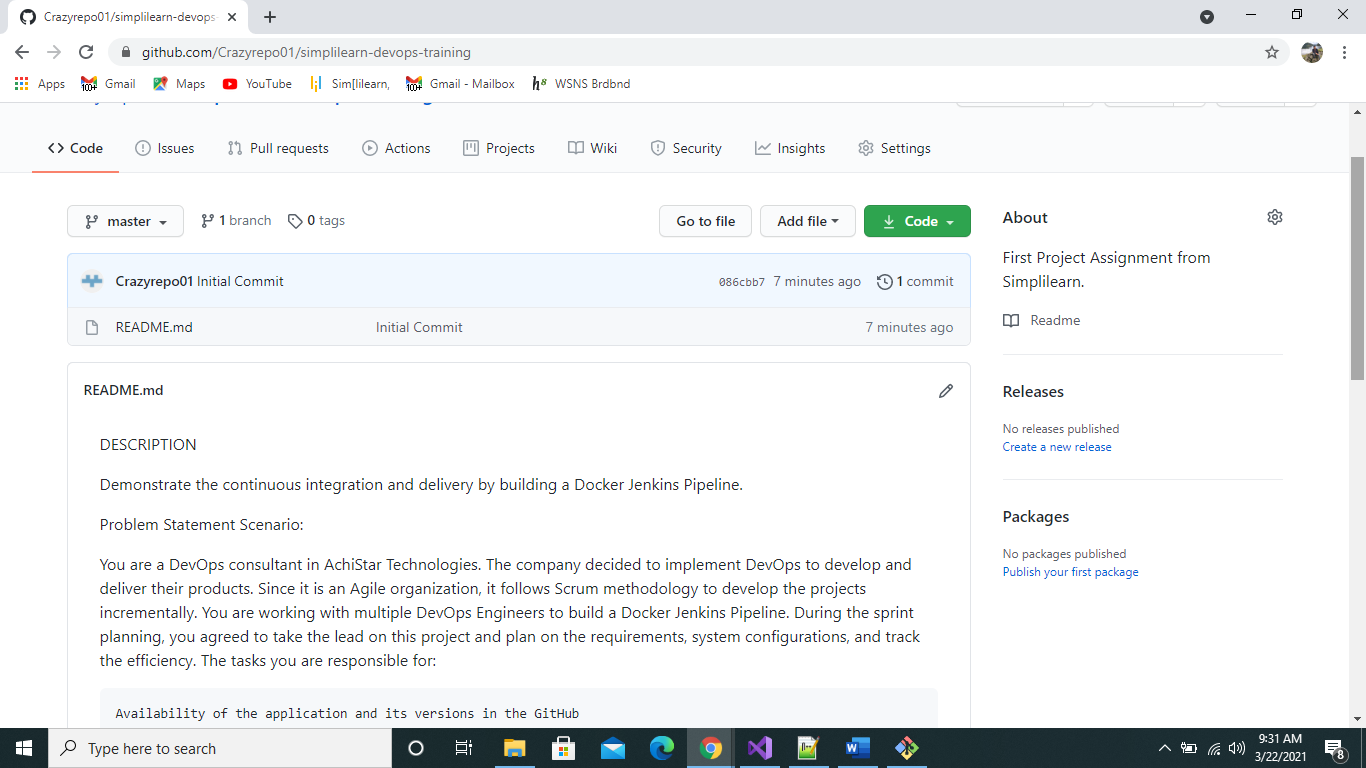 Crazyrepo01/simplilearn-devops-
github.com/Crazyrepo01/simplilearn-devops-training
Apps Gmail Maps YouTube Sim[lilearn, Gmail - Mailbox WSNS Brdbnd
Code Issues Pull requests Actions Projects Wiki Security Insights Settings
master 1 branch 0 tags Go to file Add file Code
Crazyrepo01 Initial Commit 086cbb7 7 minutes ago 1 commit
README.md Initial Commit 7 minutes ago
README.md
DESCRIPTION
Demonstrate the continuous integration and delivery by building a Docker Jenkins Pipeline.
Problem Statement Scenario:
You are a DevOps consultant in AchiStar Technologies. The company decided to implement DevOps to develop and
deliver their products. Since it is an Agile organization, it follows Scrum methodology to develop the projects
incrementally. You are working with multiple DevOps Engineers to build a Docker Jenkins Pipeline. During the sprint
planning, you agreed to take the lead on this project and plan on the requirements, system configurations, and track
the efficiency. The tasks you are responsible for:
Availability of the application and its versions in the GitHub
About
First Project Assignment from
Simplilearn.
Readme
Releases
No releases published
Create a new release
Packages
No packages published
Publish your first package
Type here to search
9:31 AM
3/22/2021
8